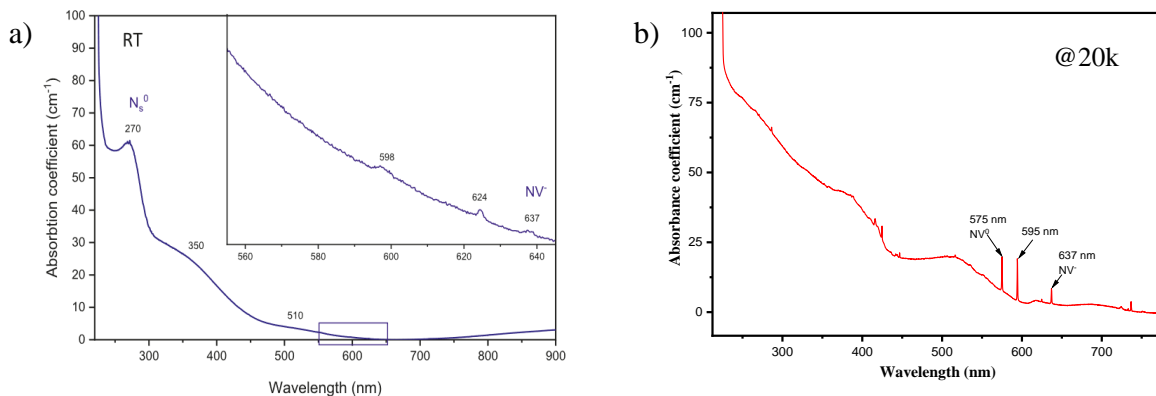 a)
RT
Absorbtion coefficient (cm⁻¹)
100
90
80
70
60
50
40
30
20
10
0
Nₛ⁰
270
350
510
598
624
NV⁻
637
560 580 600 620 640
300 400 500 600 700 800 900
Wavelength (nm)
b)
@20k
Absorbance coefficient (cm⁻¹)
100
75
50
25
0
575 nm
NV⁰
595 nm
637 nm
NV⁻
300 400 500 600 700
Wavelength (nm)